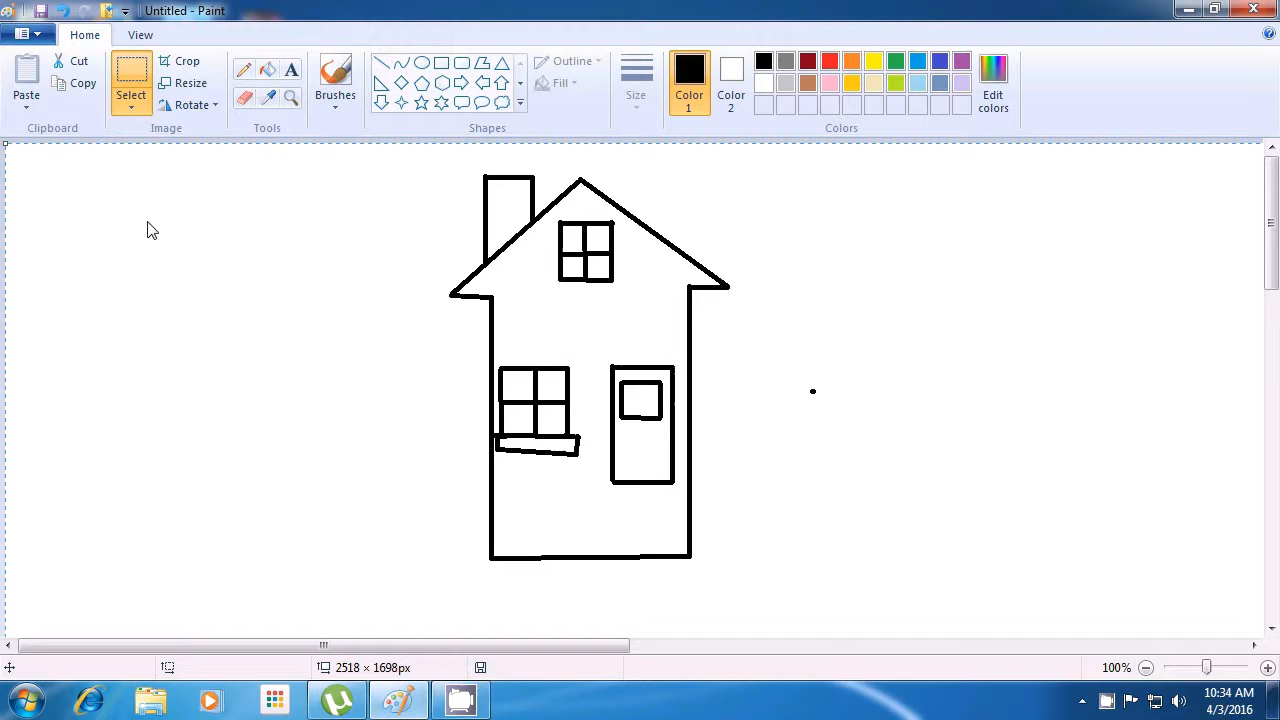 Untitled - Paint
Home View
Cut
Copy
Paste
Clipboard
Select
Crop
Resize
Rotate
Image
A
Tools
Brushes
Outline
Fill
Shapes
Size
Color 1
Color 2
Edit colors
Colors
2518 × 1698px
100%
10:34 AM
4/3/2016